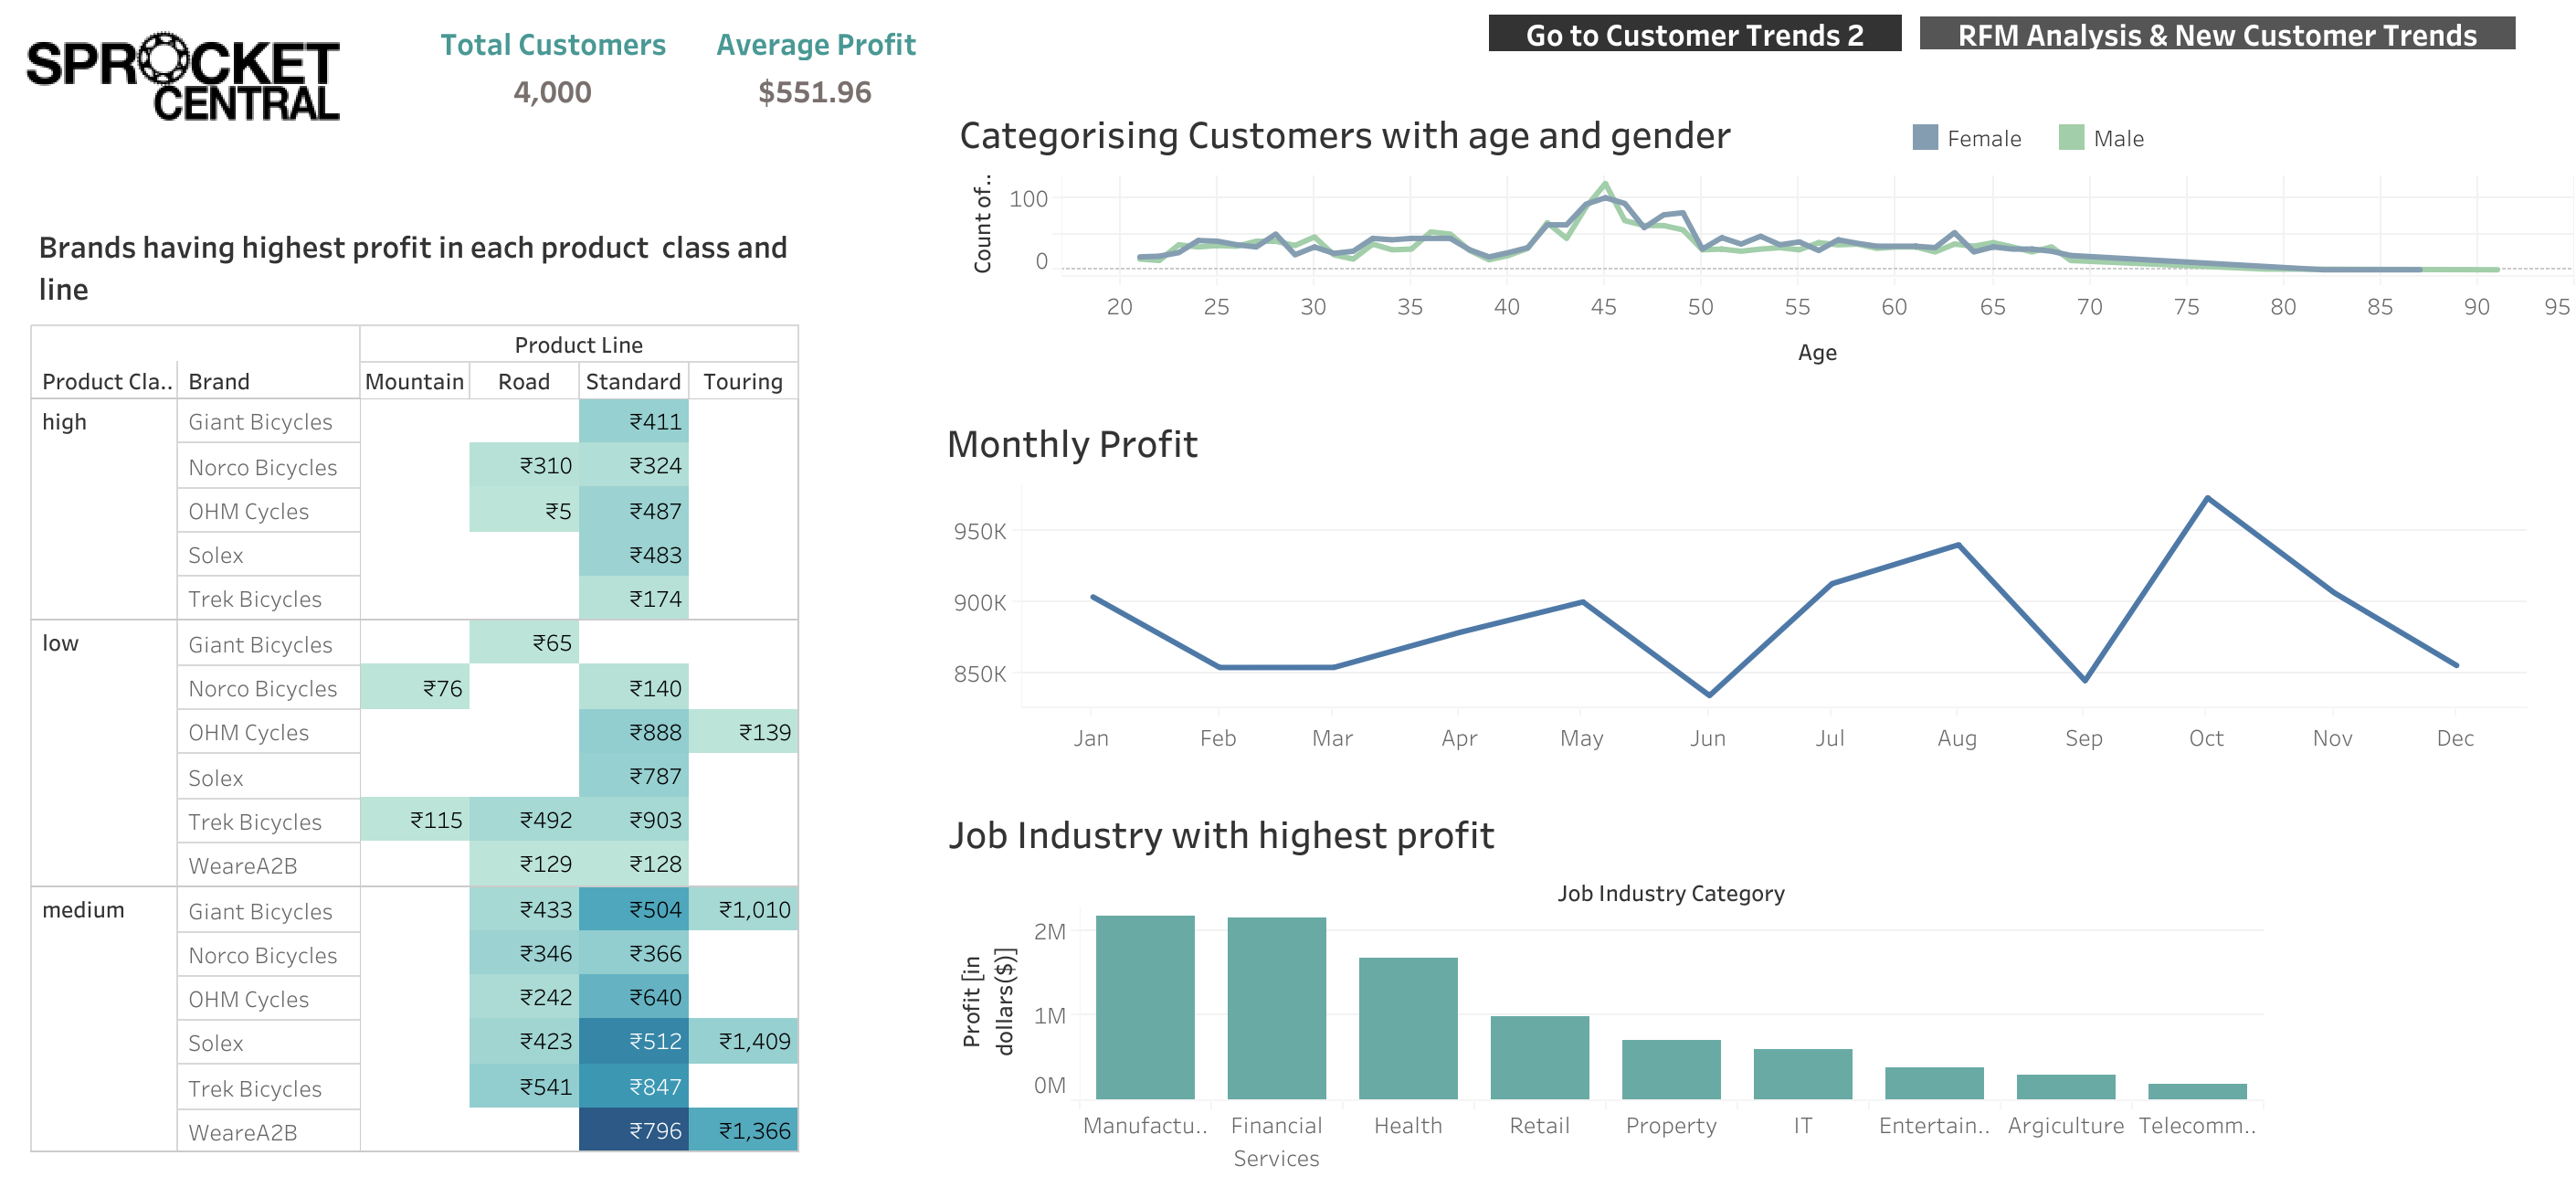 SPROCKET
CENTRAL
Total Customers
4,000
Average Profit
$551.96
Go to Customer Trends 2
RFM Analysis & New Customer Trends
Brands having highest profit in each product class and
line
Product Line
Product Cla.. Brand Mountain Road Standard Touring
high Giant Bicycles ₹411
Norco Bicycles ₹310 ₹324
OHM Cycles ₹5 ₹487
Solex ₹483
Trek Bicycles ₹174
low Giant Bicycles ₹65
Norco Bicycles ₹76 ₹140
OHM Cycles ₹888 ₹139
Solex ₹787
Trek Bicycles ₹115 ₹492 ₹903
WeareA2B ₹129 ₹128
medium Giant Bicycles ₹433 ₹504 ₹1,010
Norco Bicycles ₹346 ₹366
OHM Cycles ₹242 ₹640
Solex ₹423 ₹512 ₹1,409
Trek Bicycles ₹541 ₹847
WeareA2B ₹796 ₹1,366
Categorising Customers with age and gender
Female Male
Count of..
100
0
20 25 30 35 40 45 50 55 60 65 70 75 80 85 90 95
Age
Monthly Profit
950K
900K
850K
Jan Feb Mar Apr May Jun Jul Aug Sep Oct Nov Dec
Job Industry with highest profit
Job Industry Category
Profit [in
dollars($)]
2M
1M
0M
Manufactu.. Financial Health Retail Property IT Entertain.. Argiculture Telecomm..
Services